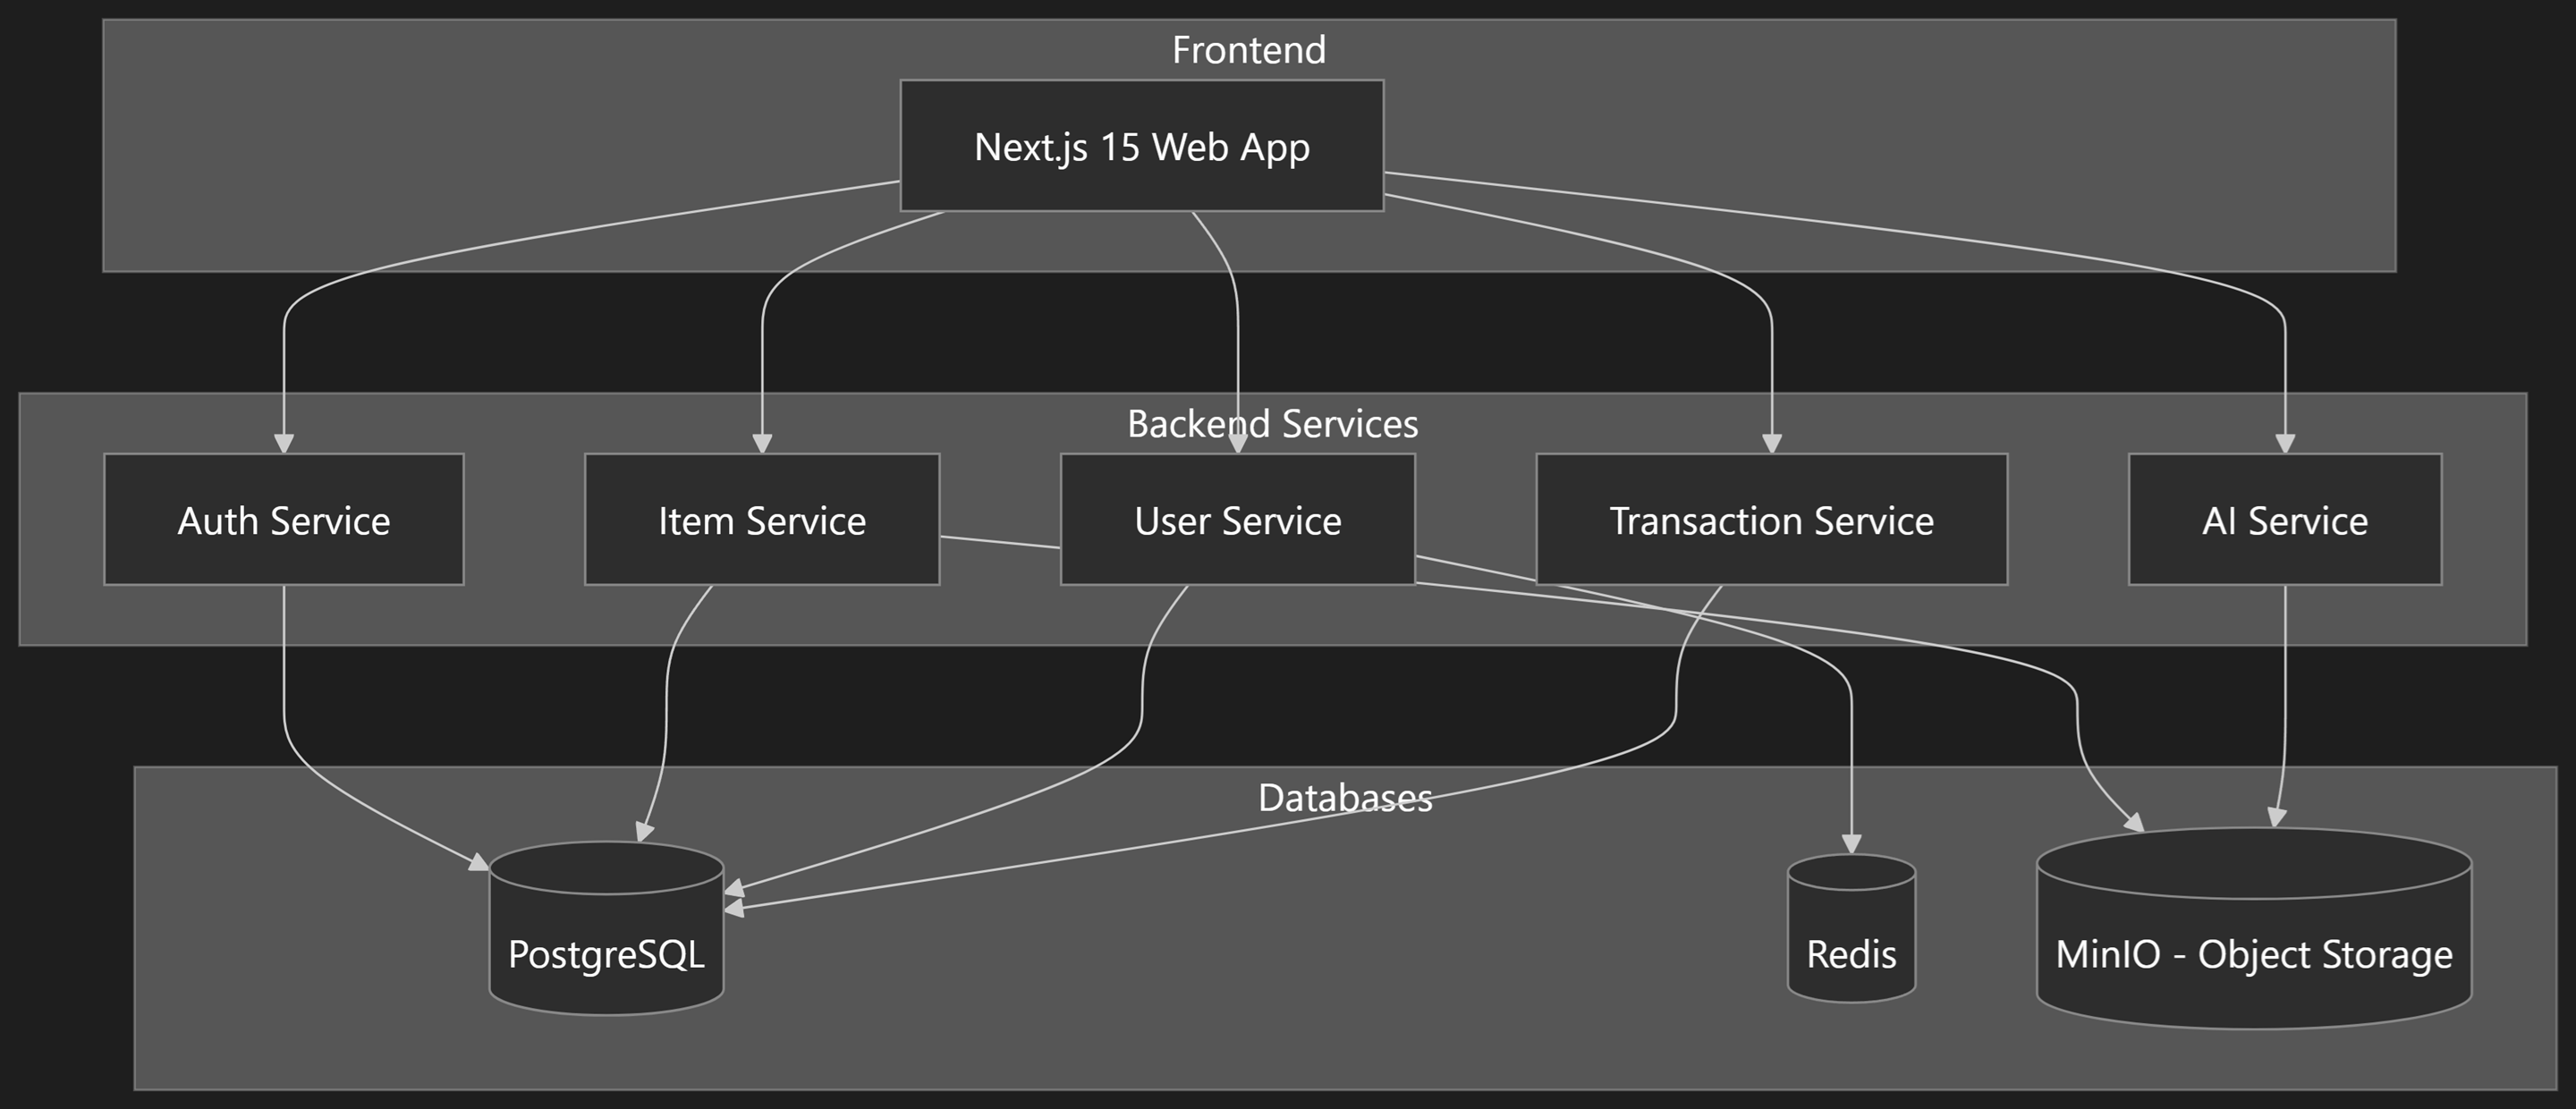 Frontend
Next.js 15 Web App
Backend Services
Auth Service
Item Service
User Service
Transaction Service
AI Service
Databases
PostgreSQL
Redis
MinIO - Object Storage